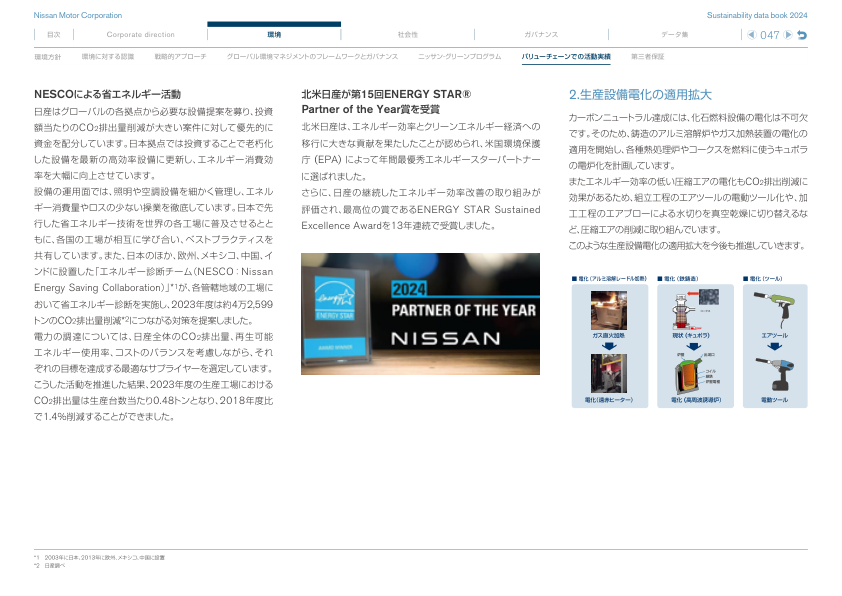 Nissan Motor Corporation
Sustainability data book 2024
目次
Corporate direction
環境
社会性
ガバナンス
データ集
047
環境方針
環境に対する認識
戦略的アプローチ
グローバル環境マネジメントのフレームワークとガバナンス
ニッサン・グリーンプログラム
バリューチェーンでの活動実績
第三者保証
NESCOによる省エネルギー活動
日産はグローバルの各拠点から必要な設備提案を募り、投資
額当たりのCO2排出量削減が大きい案件に対して優先的に
資金を配分しています。日本拠点では投資することで老朽化
した設備を最新の高効率設備に更新し、エネルギー消費効
率を大幅に向上させています。
設備の運用面では、照明や空調設備を細かく管理し、エネル
ギー消費量やロスの少ない操業を徹底しています。日本で先
行した省エネルギー技術を世界の各工場に普及させるとと
もに、各国の工場が相互に学び合い、ベストプラクティスを
共有しています。また、日本のほか、欧州、メキシコ、中国、イ
ンドに設置した「エネルギー診断チーム（NESCO：Nissan
Energy Saving Collaboration）」*1が、各管轄地域の工場に
おいて省エネルギー診断を実施し、2023年度は約4万2,599
トンのCO2排出量削減*2につながる対策を提案しました。
電力の調達については、日産全体のCO2排出量、再生可能
エネルギー使用率、コストのバランスを考慮しながら、それ
ぞれの目標を達成する最適なサプライヤーを選定しています。
こうした活動を推進した結果、2023年度の生産工場における
CO2排出量は生産台数当たり0.48トンとなり、2018年度比
で1.4%削減することができました。
北米日産が第15回ENERGY STAR®
Partner of the Year賞を受賞
北米日産は、エネルギー効率とクリーンエネルギー経済への
移行に大きな貢献を果たしたことが認められ、米国環境保護
庁 （EPA） によって年間最優秀エネルギースターパートナー
に選ばれました。
さらに、日産の継続したエネルギー効率改善の取り組みが
評価され、最高位の賞であるENERGY STAR Sustained
Excellence Awardを13年連続で受賞しました。
energy
ENERGY STAR
AWARD WINNER
2024
PARTNER OF THE YEAR
NISSAN
2.生産設備電化の適用拡大
カーボンニュートラル達成には、化石燃料設備の電化は不可欠
です。そのため、鋳造のアルミ溶解炉やガス加熱装置の電化の
適用を開始し、各種熱処理炉やコークスを燃料に使うキュポラ
の電炉化を計画しています。
またエネルギー効率の低い圧縮エアの電化もCO2排出削減に
効果があるため、組立工程のエアツールの電動ツール化や、加
工工程のエアブローによる水切りを真空乾燥に切り替えるな
ど、圧縮エアの削減に取り組んでいます。
このような生産設備電化の適用拡大を今後も推進していきます。
■ 電化（アルミ溶解レードル加熱）
■ 電化（鉄鋳造）
■ 電化（ツール）
ガス直火加熱
現状（キュポラ）
エアツール
コイル
電化（遠赤ヒーター）
電化（高周波誘導炉）
電動ツール
*1 2003年に日本、2013年に欧州、メキシコ、中国に設置
*2 日産調べ